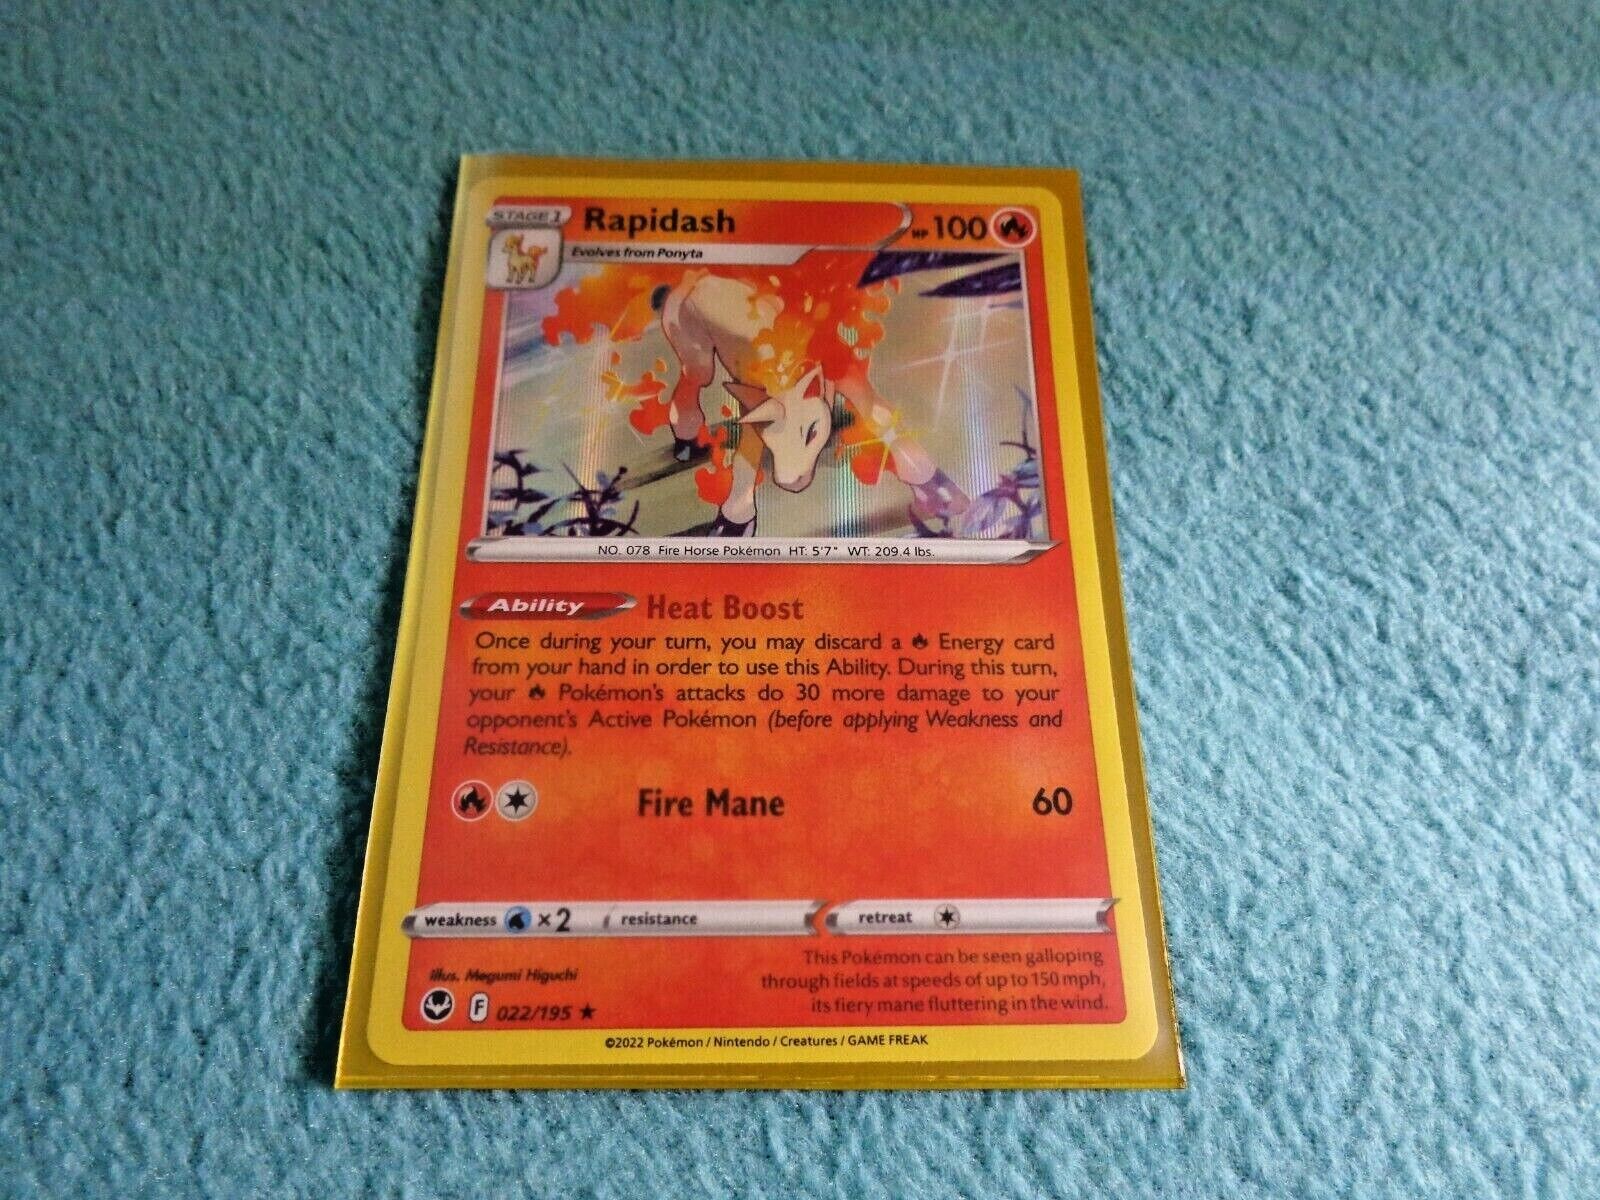 STAGE 1 Rapidash HP 100
Evolves from Ponyta
NO. 078 Fire Horse Pokémon HT: 5'7" WT: 209.4 lbs.
Ability Heat Boost
Once during your turn, you may discard a Energy card
from your hand in order to use this Ability. During this turn,
your Pokémon's attacks do 30 more damage to your
opponent's Active Pokémon (before applying Weakness and
Resistance).
Fire Mane 60
weakness ×2 resistance retreat
This Pokémon can be seen galloping
through fields at speeds of up to 150 mph,
its fiery mane fluttering in the wind.
Illus. Megumi Higuchi
F 022/195 ★
©2022 Pokémon / Nintendo / Creatures / GAME FREAK